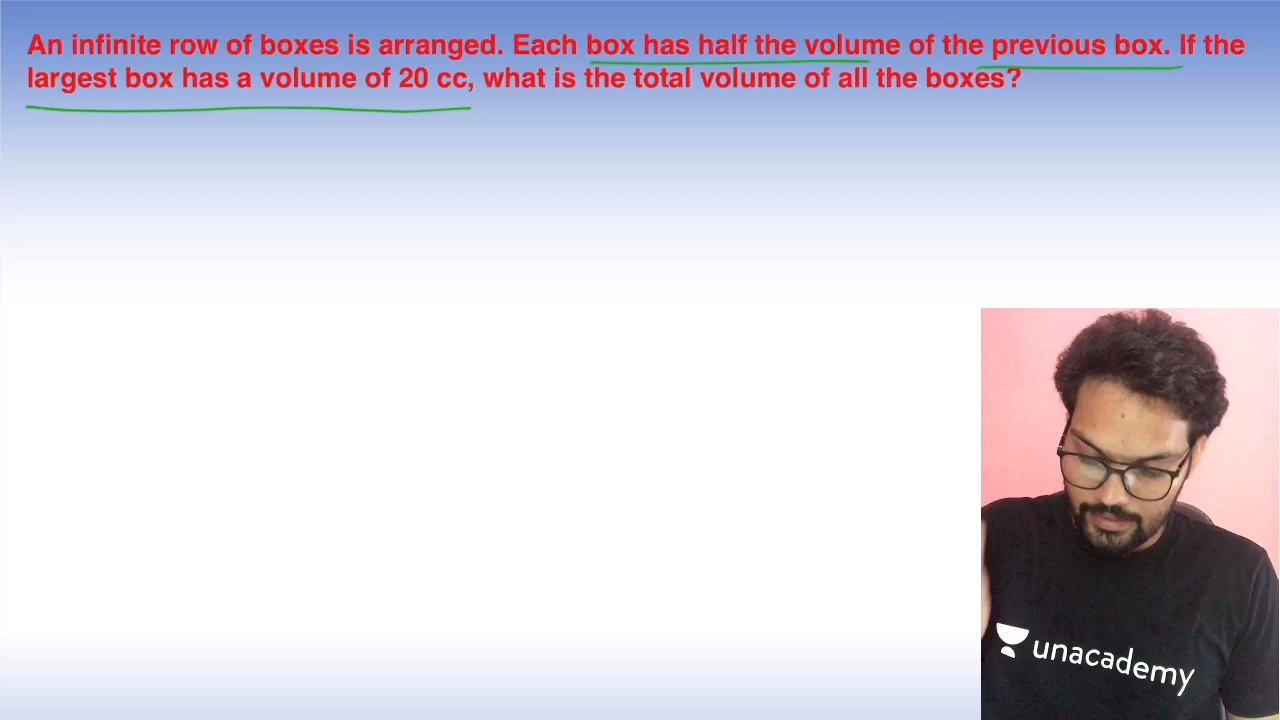 An infinite row of boxes is arranged. Each box has half the volume of the previous box. If the
largest box has a volume of 20 cc, what is the total volume of all the boxes?
unacademy